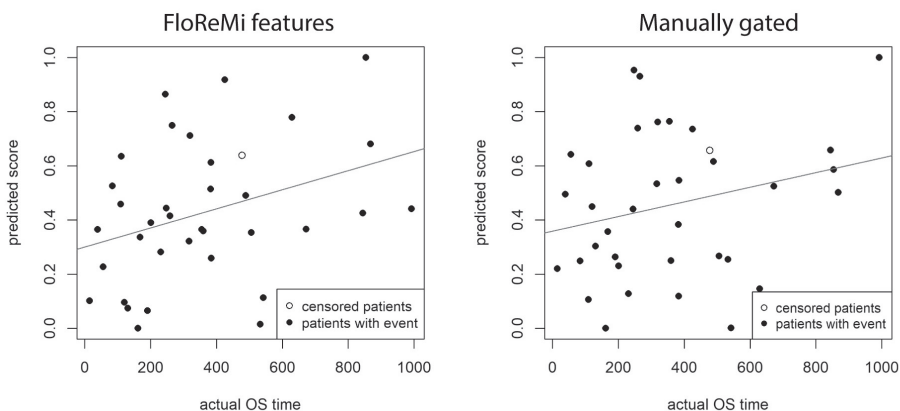 FloReMi features
Manually gated
predicted score
0.0 0.2 0.4 0.6 0.8 1.0
censored patients
patients with event
0 200 400 600 800 1000
actual OS time
predicted score
0.0 0.2 0.4 0.6 0.8 1.0
censored patients
patients with event
0 200 400 600 800 1000
actual OS time